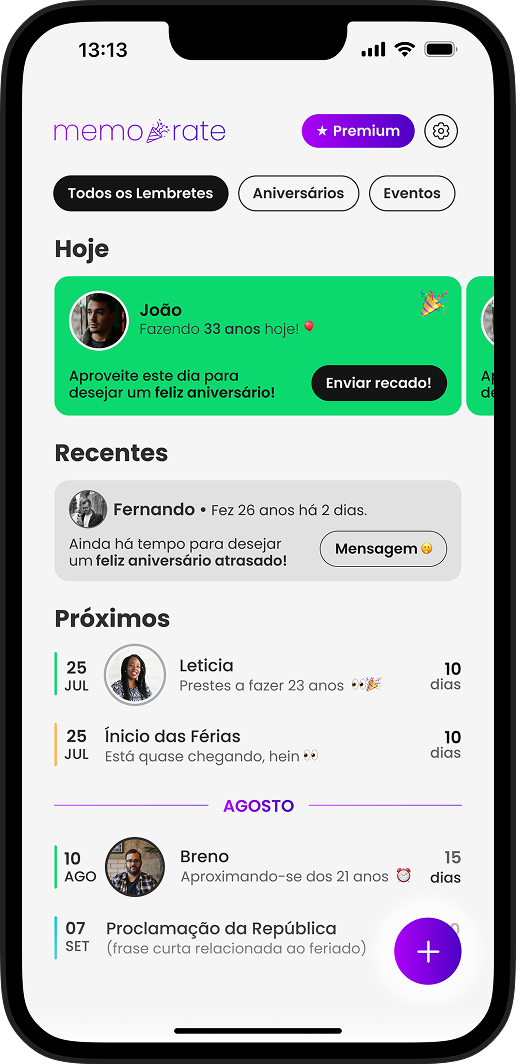 13:13
memo🎉rate
★ Premium
Todos os Lembretes
Aniversários
Eventos
Hoje
João
Fazendo 33 anos hoje! 🎈
🎉
Aproveite este dia para
desejar um feliz aniversário!
Enviar recado!
Recentes
Fernando • Fez 26 anos há 2 dias.
Ainda há tempo para desejar
um feliz aniversário atrasado!
Mensagem 🤭
Próximos
25
JUL
Leticia
Prestes a fazer 23 anos 👀🎉
10
dias
25
JUL
Ínicio das Férias
Está quase chegando, hein 👀
10
dias
AGOSTO
10
AGO
Breno
Aproximando-se dos 21 anos ⏰
15
dias
07
SET
Proclamação da República
(frase curta relacionada ao feriado)
+